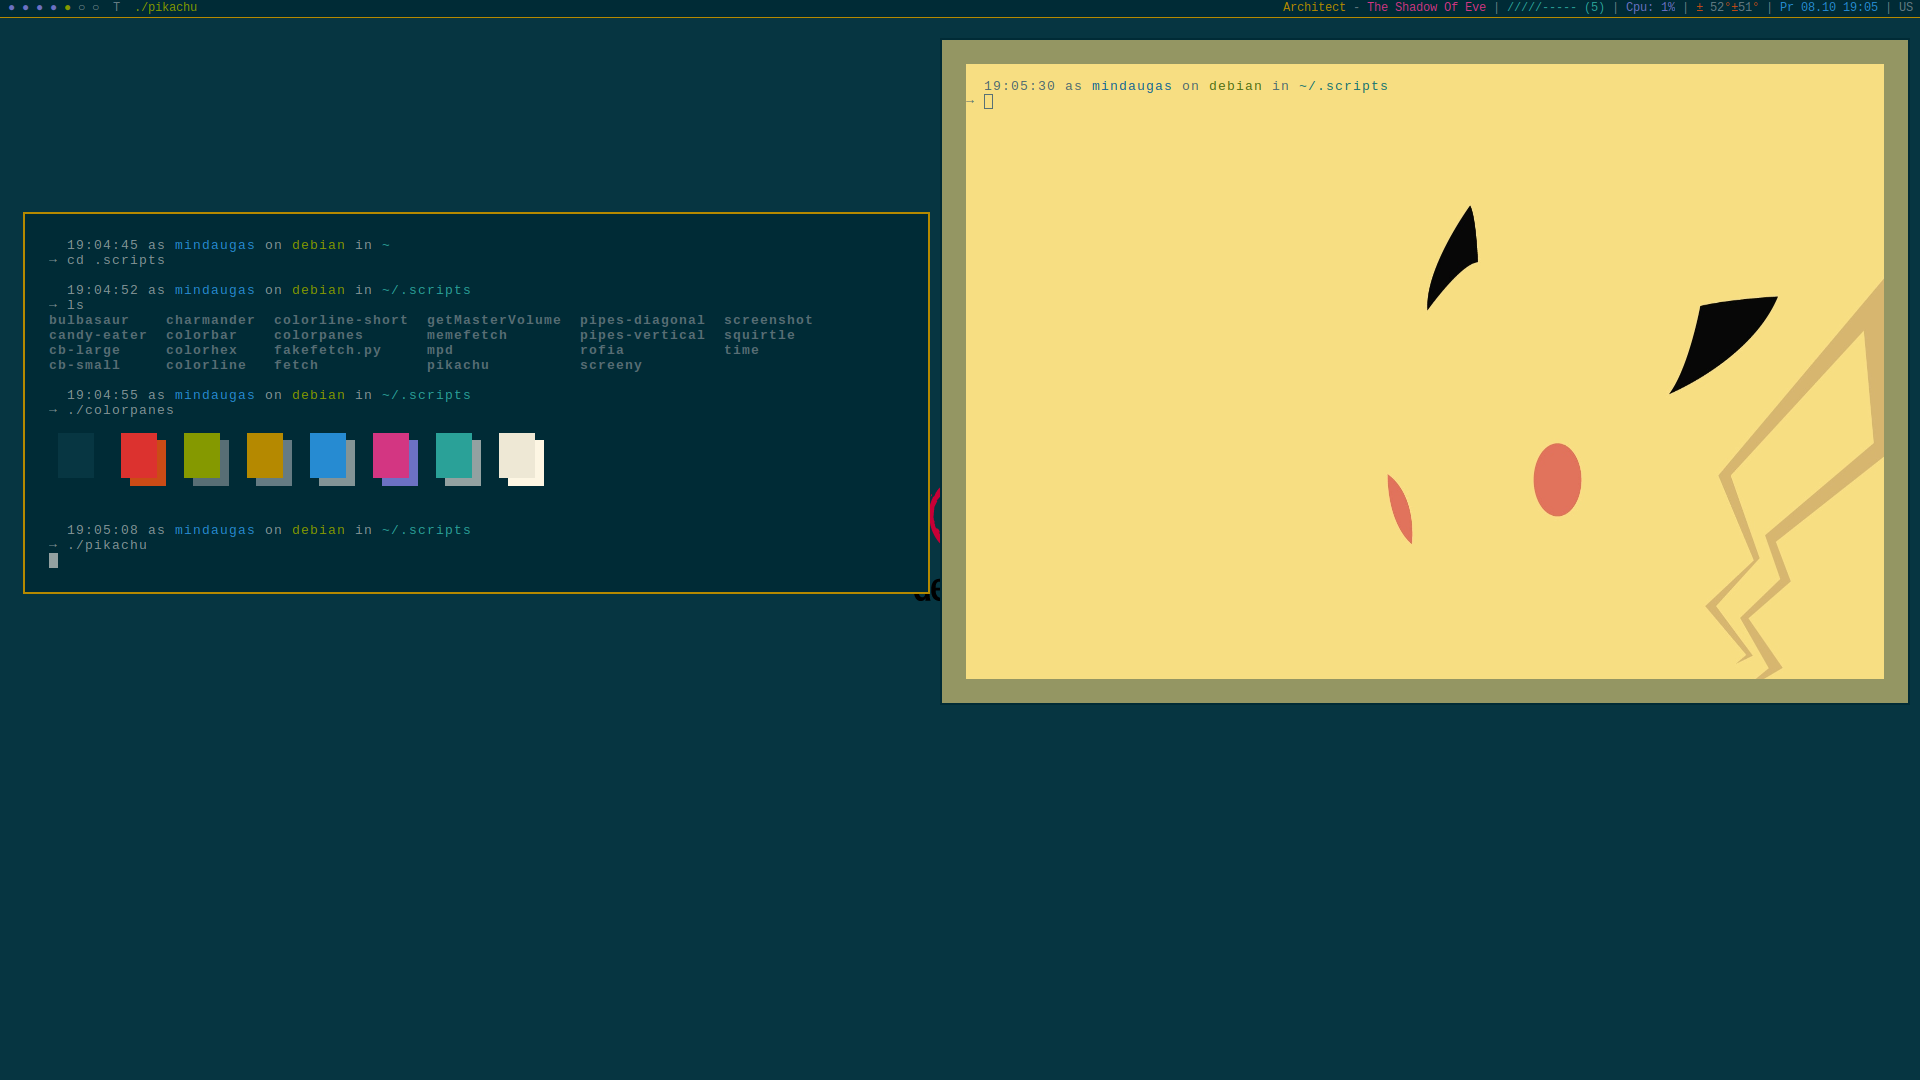 ● ● ● ● ● ○ ○ T ./pikachu
Architect - The Shadow Of Eve | /////----- (5) | Cpu: 1% | ± 52°±51° | Pr 08.10 19:05 | US
19:04:45 as mindaugas on debian in ~
→ cd .scripts
19:04:52 as mindaugas on debian in ~/.scripts
→ ls
bulbasaur charmander colorline-short getMasterVolume pipes-diagonal screenshot
candy-eater colorbar colorpanes memefetch pipes-vertical squirtle
cb-large colorhex fakefetch.py mpd rofia time
cb-small colorline fetch pikachu screeny
19:04:55 as mindaugas on debian in ~/.scripts
→ ./colorpanes
19:05:08 as mindaugas on debian in ~/.scripts
→ ./pikachu
19:05:30 as mindaugas on debian in ~/.scripts
→